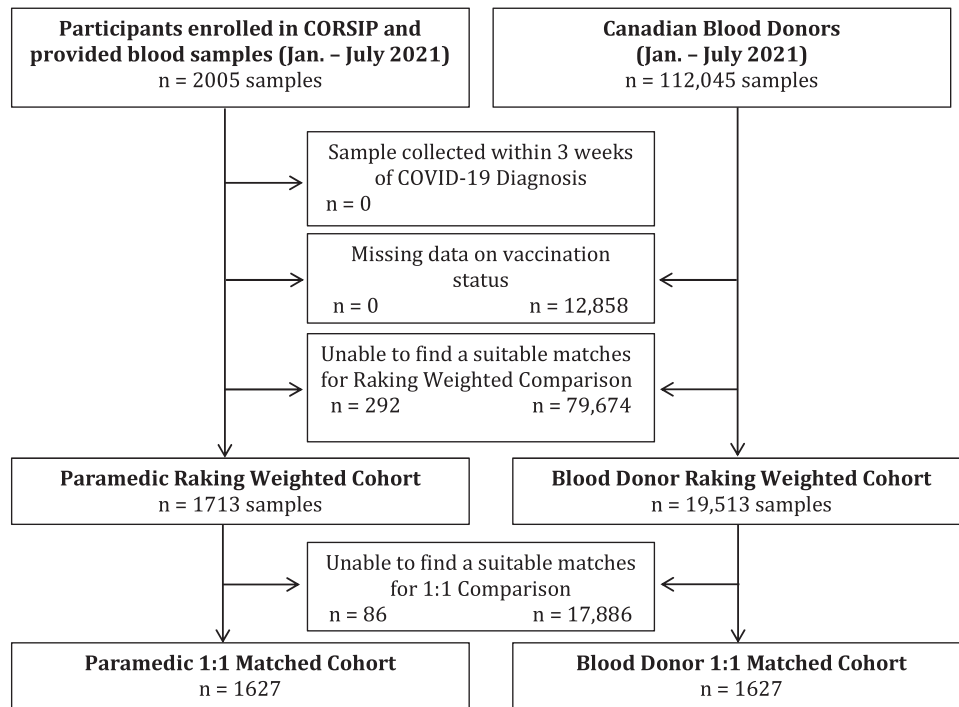 Participants enrolled in CORSIP and
provided blood samples (Jan. – July 2021)
n = 2005 samples
Canadian Blood Donors
(Jan. – July 2021)
n = 112,045 samples
Sample collected within 3 weeks
of COVID-19 Diagnosis
n = 0
Missing data on vaccination
status
n = 0 n = 12,858
Unable to find a suitable matches
for Raking Weighted Comparison
n = 292 n = 79,674
Paramedic Raking Weighted Cohort
n = 1713 samples
Blood Donor Raking Weighted Cohort
n = 19,513 samples
Unable to find a suitable matches
for 1:1 Comparison
n = 86 n = 17,886
Paramedic 1:1 Matched Cohort
n = 1627
Blood Donor 1:1 Matched Cohort
n = 1627